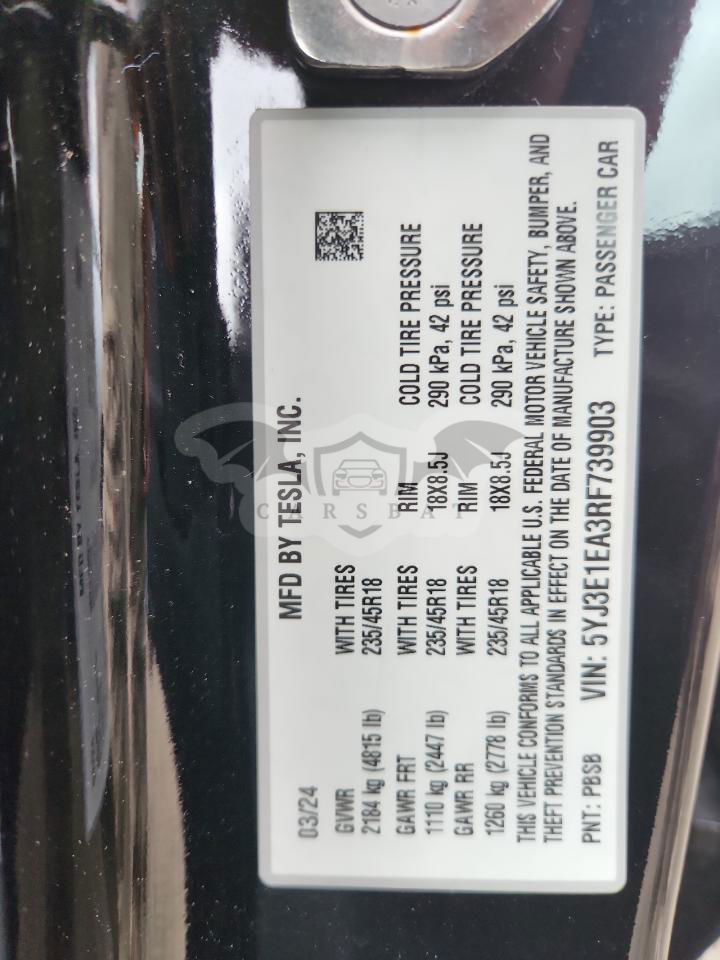 03/24 MFD BY TESLA, INC.
GVWR WITH TIRES
2184 kg (4815 lb) 235/45R18
GAWR FRT WITH TIRES RIM COLD TIRE PRESSURE
1110 kg (2447 lb) 235/45R18 18X8.5J 290 kPa, 42 psi
GAWR RR WITH TIRES RIM COLD TIRE PRESSURE
1260 kg (2778 lb) 235/45R18 18X8.5J 290 kPa, 42 psi
THIS VEHICLE CONFORMS TO ALL APPLICABLE U.S. FEDERAL MOTOR VEHICLE SAFETY, BUMPER, AND
THEFT PREVENTION STANDARDS IN EFFECT ON THE DATE OF MANUFACTURE SHOWN ABOVE.
PNT: PBSB VIN: 5YJ3E1EA3RF739903 TYPE: PASSENGER CAR
CARSBAT